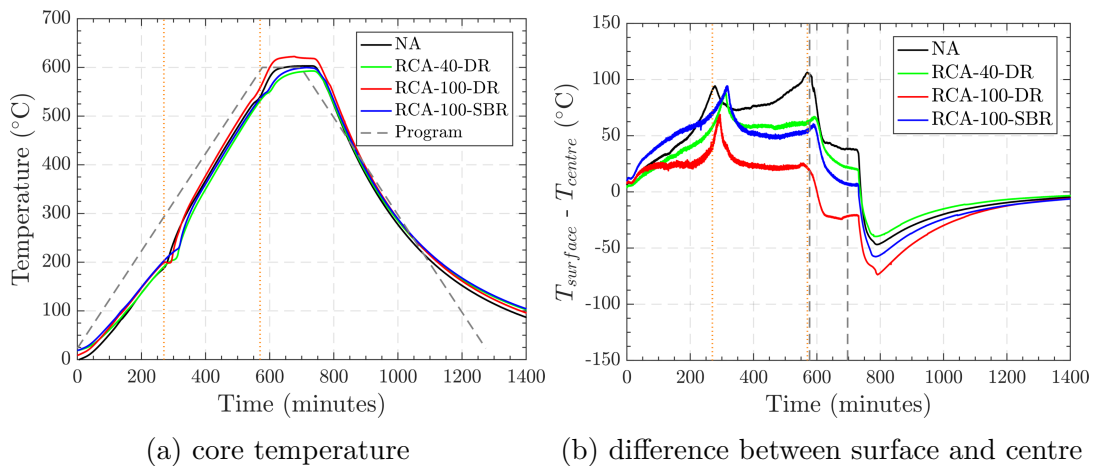 700
600
500
400
300
200
100
0
Temperature (°C)
0 200 400 600 800 1000 1200 1400
Time (minutes)
NA
RCA-40-DR
RCA-100-DR
RCA-100-SBR
Program
(a) core temperature
150
100
50
0
-50
-100
-150
T_surface - T_centre (°C)
0 200 400 600 800 1000 1200 1400
Time (minutes)
NA
RCA-40-DR
RCA-100-DR
RCA-100-SBR
(b) difference between surface and centre